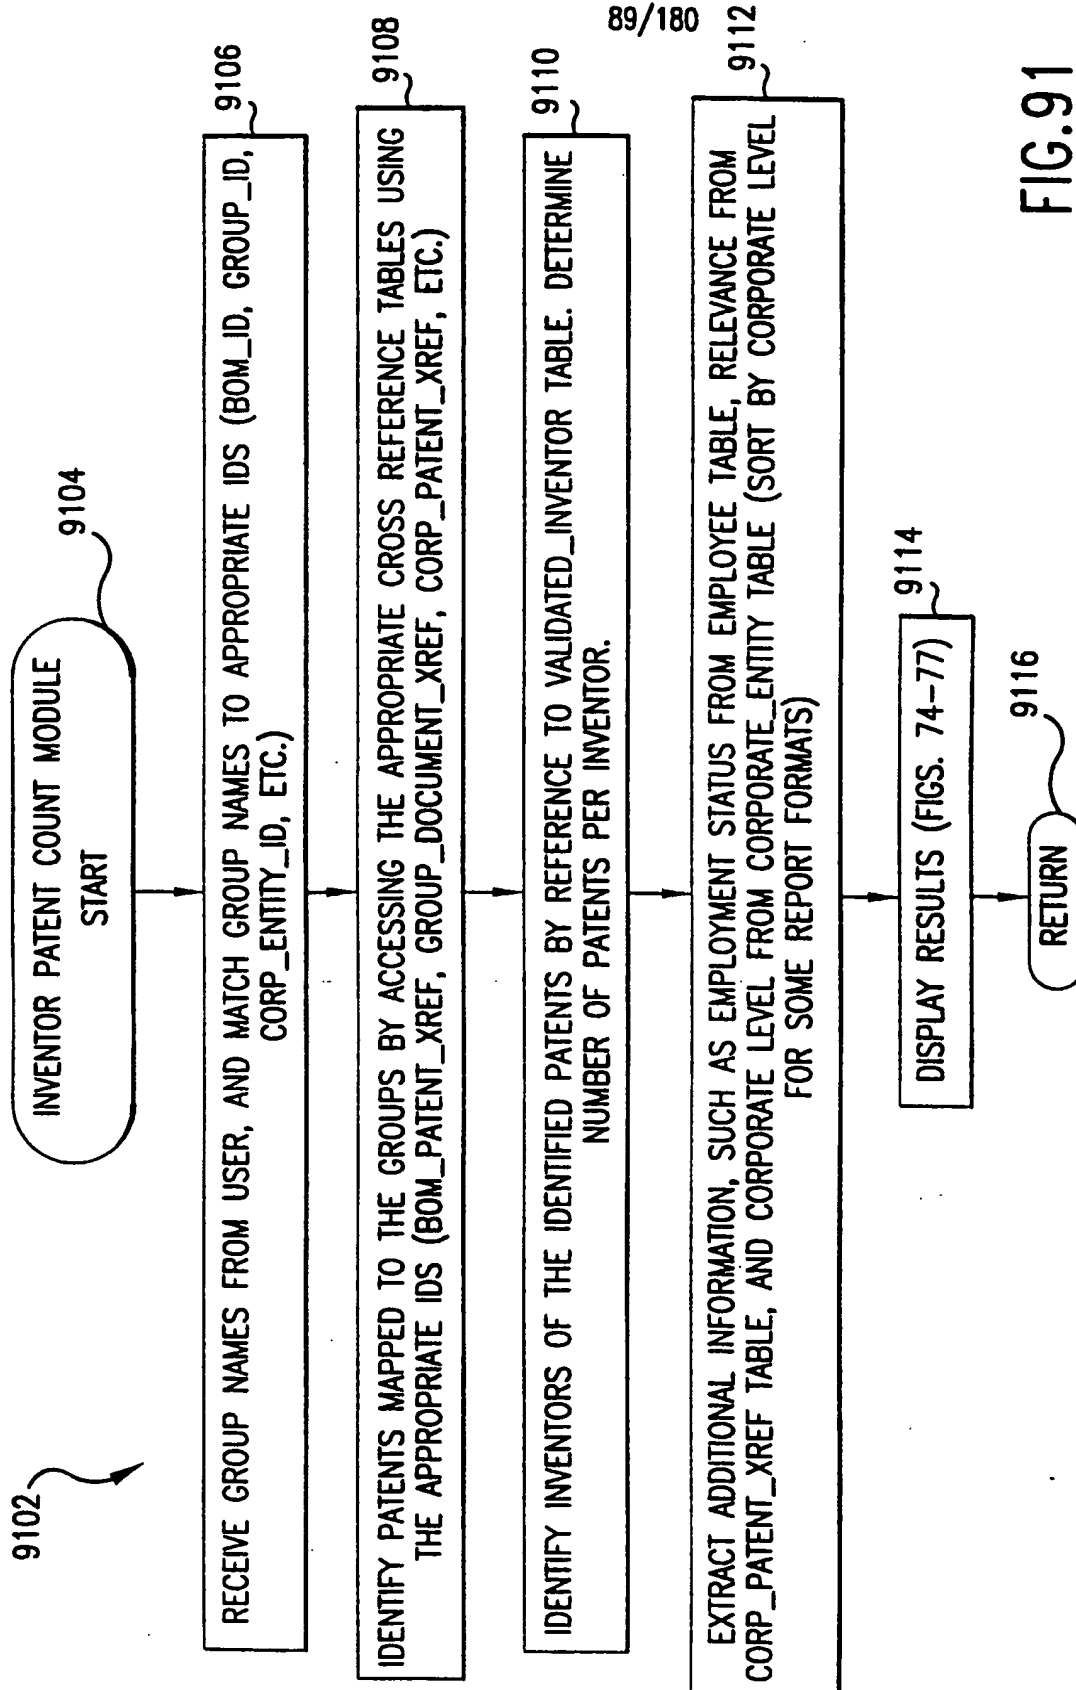 89/180
9102
INVENTOR PATENT COUNT MODULE
START
9104
RECEIVE GROUP NAMES FROM USER, AND MATCH GROUP NAMES TO APPROPRIATE IDS (BOM_ID, GROUP_ID,
CORP_ENTITY_ID, ETC.)
9106
IDENTIFY PATENTS MAPPED TO THE GROUPS BY ACCESSING THE APPROPRIATE CROSS REFERENCE TABLES USING
THE APPROPRIATE IDS (BOM_PATENT_XREF, GROUP_DOCUMENT_XREF, CORP_PATENT_XREF, ETC.)
9108
IDENTIFY INVENTORS OF THE IDENTIFIED PATENTS BY REFERENCE TO VALIDATED_INVENTOR TABLE. DETERMINE
NUMBER OF PATENTS PER INVENTOR.
9110
EXTRACT ADDITIONAL INFORMATION, SUCH AS EMPLOYMENT STATUS FROM EMPLOYEE TABLE, RELEVANCE FROM
CORP_PATENT_XREF TABLE, AND CORPORATE LEVEL FROM CORPORATE_ENTITY TABLE (SORT BY CORPORATE LEVEL
FOR SOME REPORT FORMATS)
9112
DISPLAY RESULTS (FIGS. 74-77)
9114
RETURN
9116
FIG.91